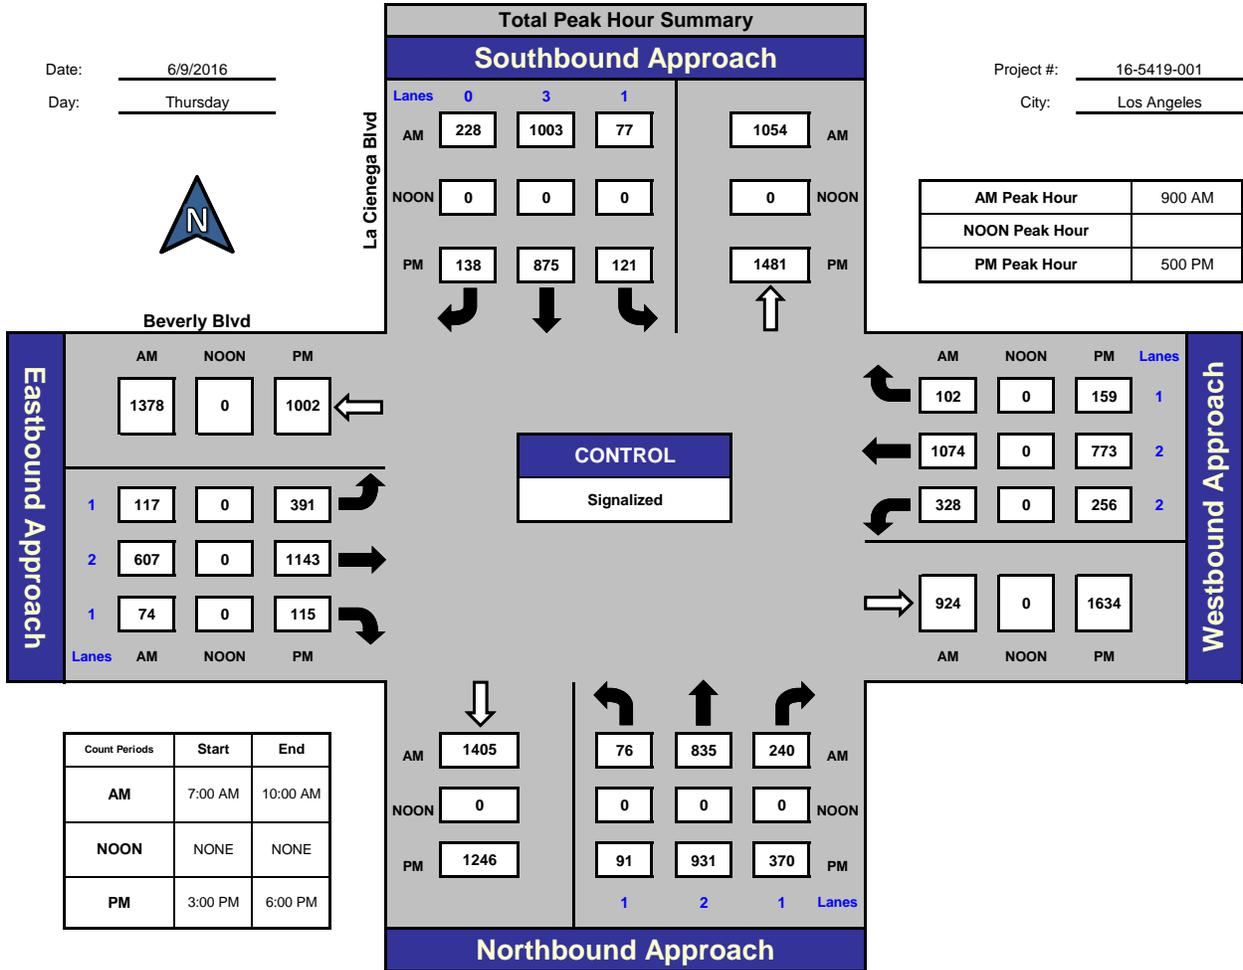 Total Peak Hour Summary
Southbound Approach
Date: 6/9/2016
Day: Thursday
Project #: 16-5419-001
City: Los Angeles
La Cienega Blvd
Lanes 0 3 1
AM 228 1003 77 1054 AM
NOON 0 0 0 0 NOON
PM 138 875 121 1481 PM
N
AM Peak Hour 900 AM
NOON Peak Hour
PM Peak Hour 500 PM
Beverly Blvd
Eastbound Approach
AM NOON PM
1378 0 1002
1 117 0 391
2 607 0 1143
1 74 0 115
Lanes AM NOON PM
CONTROL
Signalized
AM NOON PM Lanes
102 0 159 1
1074 0 773 2
328 0 256 2
924 0 1634
AM NOON PM
Westbound Approach
Count Periods Start End
AM 7:00 AM 10:00 AM
NOON NONE NONE
PM 3:00 PM 6:00 PM
AM 1405 76 835 240 AM
NOON 0 0 0 0 NOON
PM 1246 91 931 370 PM
1 2 1 Lanes
Northbound Approach